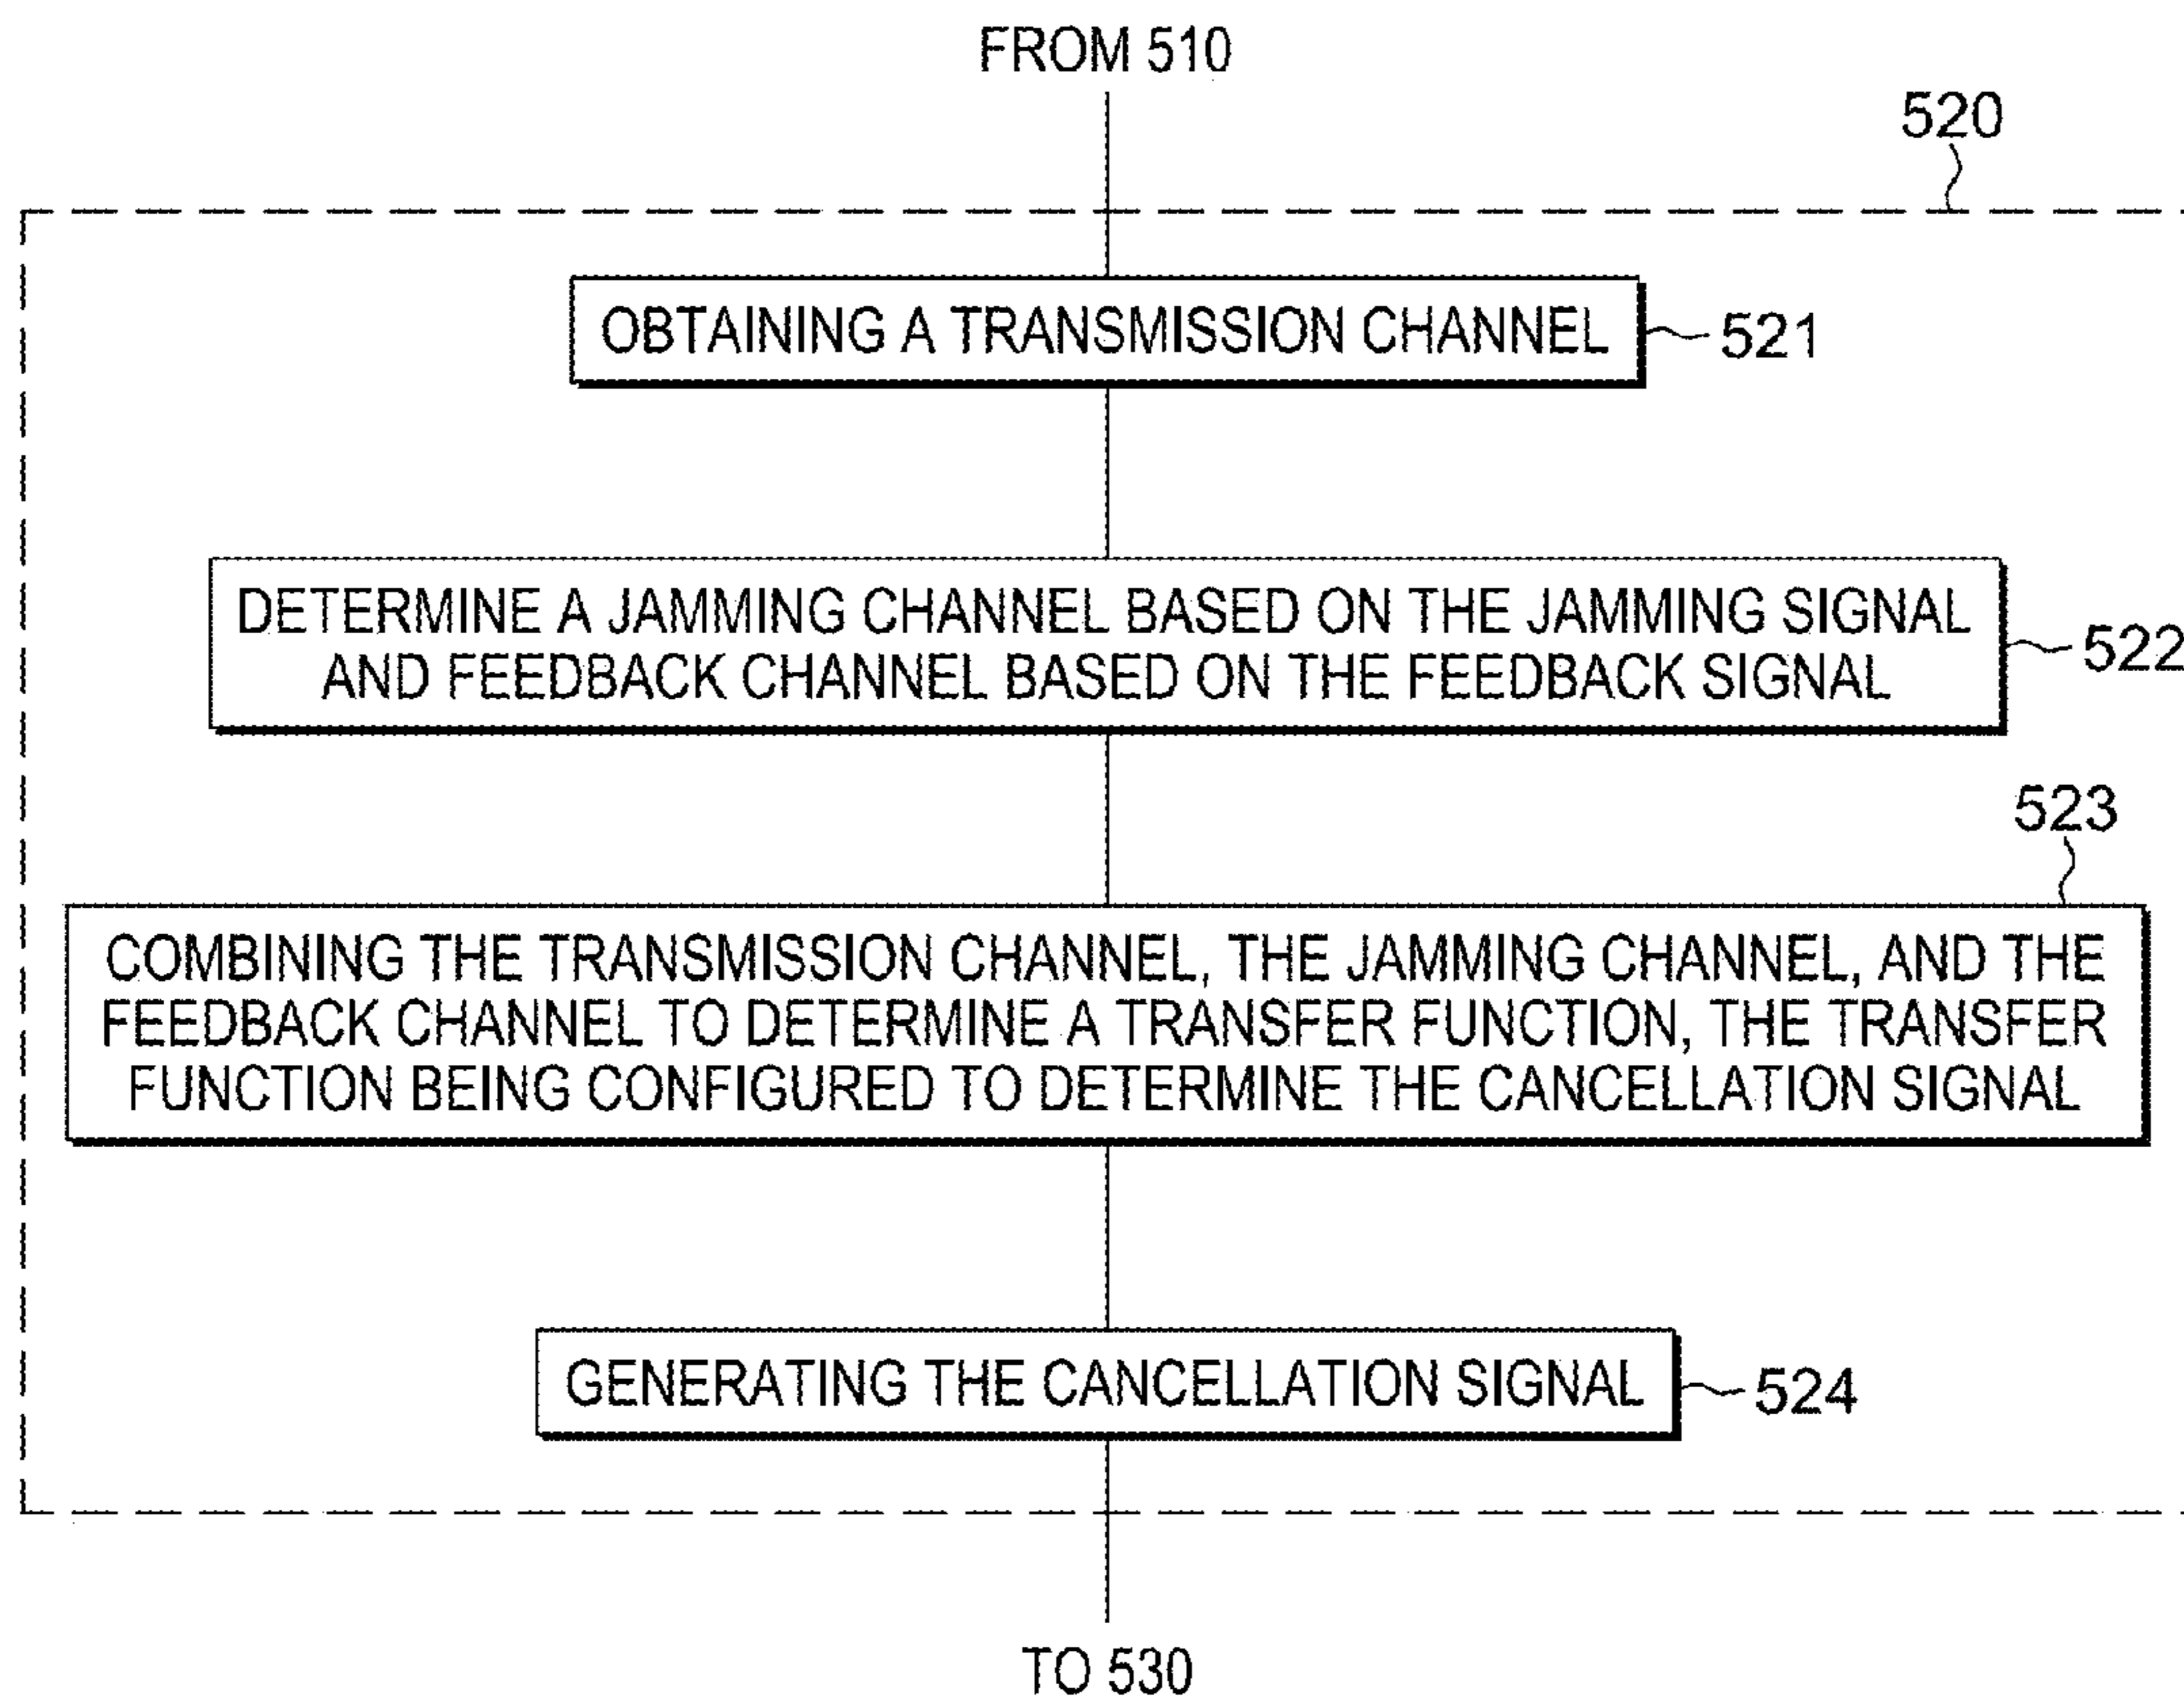 FROM 510
520
OBTAINING A TRANSMISSION CHANNEL
521
DETERMINE A JAMMING CHANNEL BASED ON THE JAMMING SIGNAL
AND FEEDBACK CHANNEL BASED ON THE FEEDBACK SIGNAL
522
523
COMBINING THE TRANSMISSION CHANNEL, THE JAMMING CHANNEL, AND THE
FEEDBACK CHANNEL TO DETERMINE A TRANSFER FUNCTION, THE TRANSFER
FUNCTION BEING CONFIGURED TO DETERMINE THE CANCELLATION SIGNAL
GENERATING THE CANCELLATION SIGNAL
524
TO 530